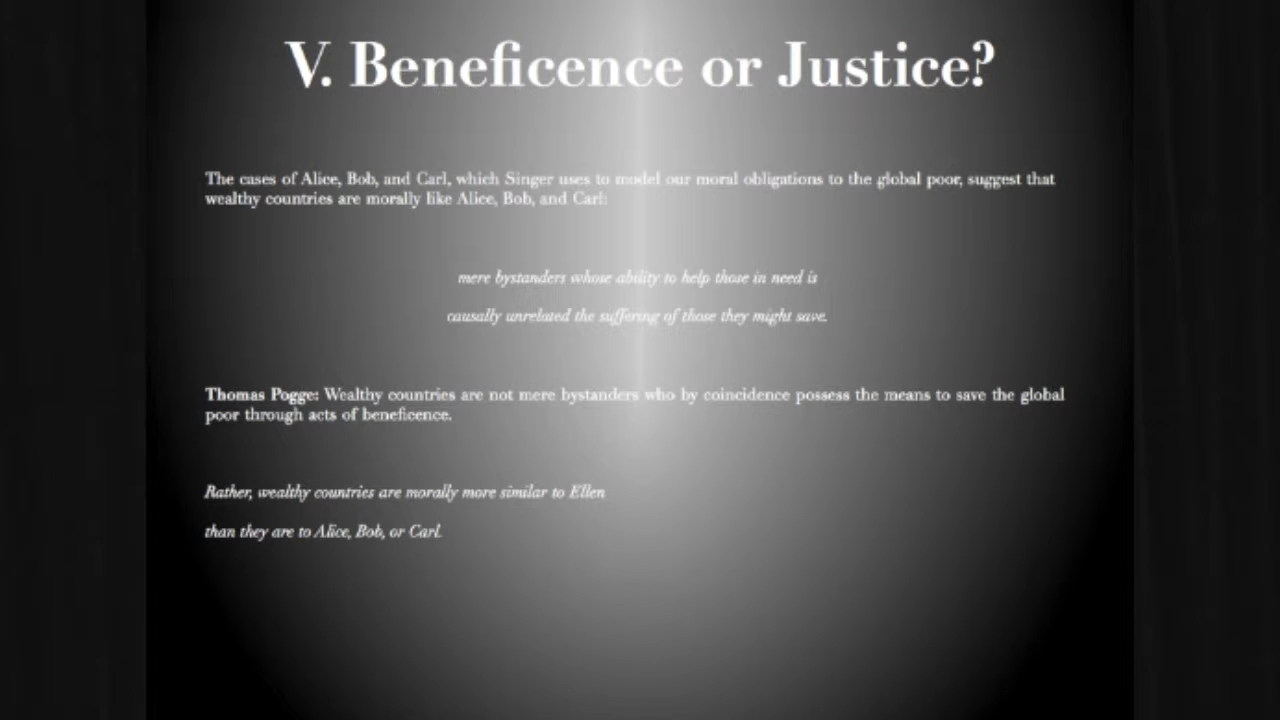 V. Beneficence or Justice?
The cases of Alice, Bob, and Carl, which Singer uses to model our moral obligations to the global poor, suggest that
wealthy countries are morally like Alice, Bob, and Carl:
mere bystanders whose ability to help those in need is
causally unrelated the suffering of those they might save.
Thomas Pogge: Wealthy countries are not mere bystanders who by coincidence possess the means to save the global
poor through acts of beneficence.
Rather, wealthy countries are morally more similar to Ellen
than they are to Alice, Bob, or Carl.